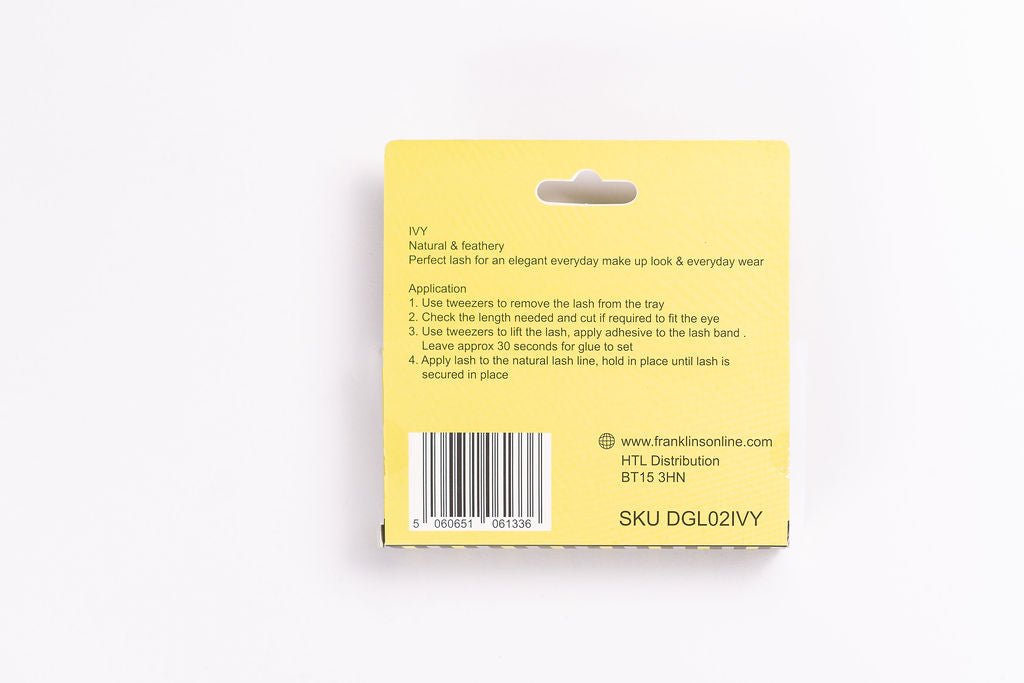 IVY
Natural & feathery
Perfect lash for an elegant everyday make up look & everyday wear
Application
1. Use tweezers to remove the lash from the tray
2. Check the length needed and cut if required to fit the eye
3. Use tweezers to lift the lash, apply adhesive to the lash band .
Leave approx 30 seconds for glue to set
4. Apply lash to the natural lash line, hold in place until lash is
secured in place
5 060651 061336
www.franklinsonline.com
HTL Distribution
BT15 3HN
SKU DGL02IVY